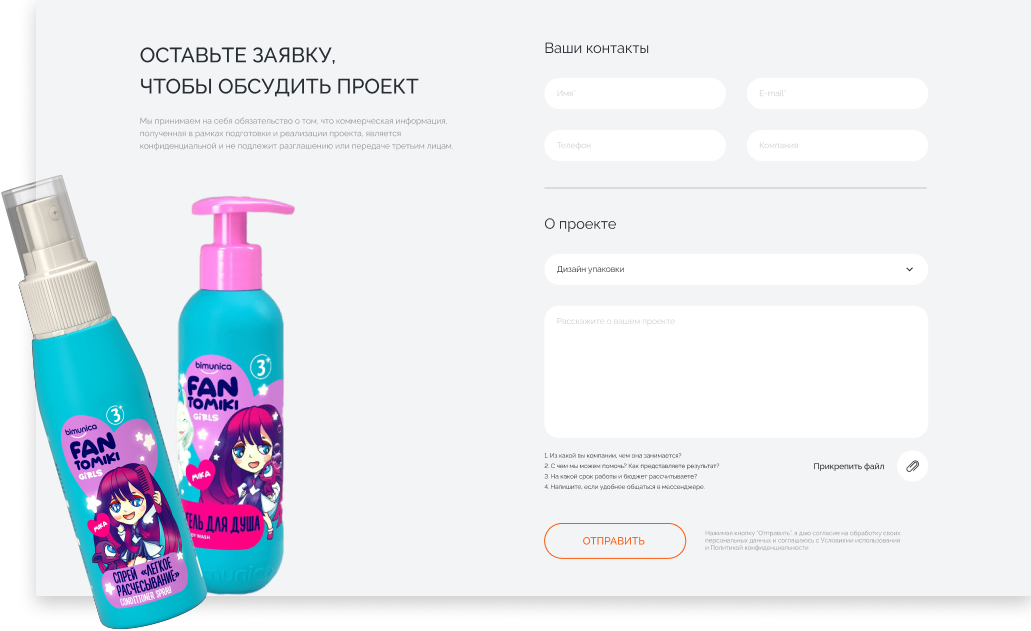 ОСТАВЬТЕ ЗАЯВКУ,
ЧТОБЫ ОБСУДИТЬ ПРОЕКТ
Мы принимаем на себя обязательство о том, что коммерческая информация,
полученная в рамках подготовки и реализации проекта, является
конфиденциальной и не подлежит разглашению или передаче третьим лицам.
Ваши контакты
Имя*
E-mail*
Телефон
Компания
О проекте
Дизайн упаковки
Расскажите о вашем проекте
1. Из какой вы компании, чем она занимается?
2. С чем мы можем помочь? Как представляете результат?
3. На какой срок работы и бюджет рассчитываете?
4. Напишите, если удобнее общаться в мессенджере.
Прикрепить файл
ОТПРАВИТЬ
Нажимая кнопку "Отправить", я даю согласие на обработку своих
персональных данных и соглашаюсь с Условиями использования
и Политикой конфиденциальности
bimunica
3+
FAN
TOMIKI
GIRLS
МИКА
СПРЕЙ «ЛЕГКОЕ
РАСЧЕСЫВАНИЕ»
CONDITIONER SPRAY
bimunica
3+
FAN
TOMIKI
GIRLS
МИКА
ГЕЛЬ ДЛЯ ДУША
WASH
bimunica